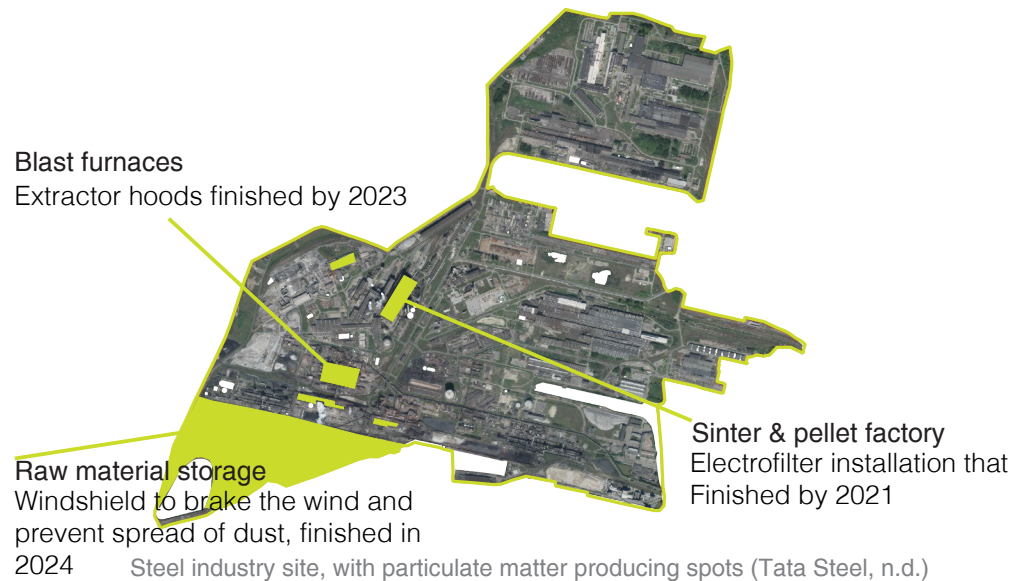 Blast furnaces
Extractor hoods finished by 2023
Sinter & pellet factory
Electrofilter installation that
Finished by 2021
Raw material storage
Windshield to brake the wind and
prevent spread of dust, finished in
2024
Steel industry site, with particulate matter producing spots (Tata Steel, n.d.)